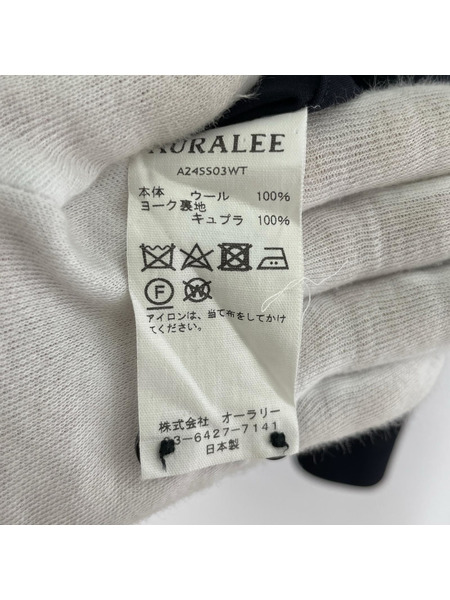 AURALEE
A24SS03WT
本体 ウール 100%
ヨーク裏地
キュプラ 100%
F W
アイロンは、当て布をしてかけ
てください。
株式会社 オーラリー
03-6427-7141
日本製